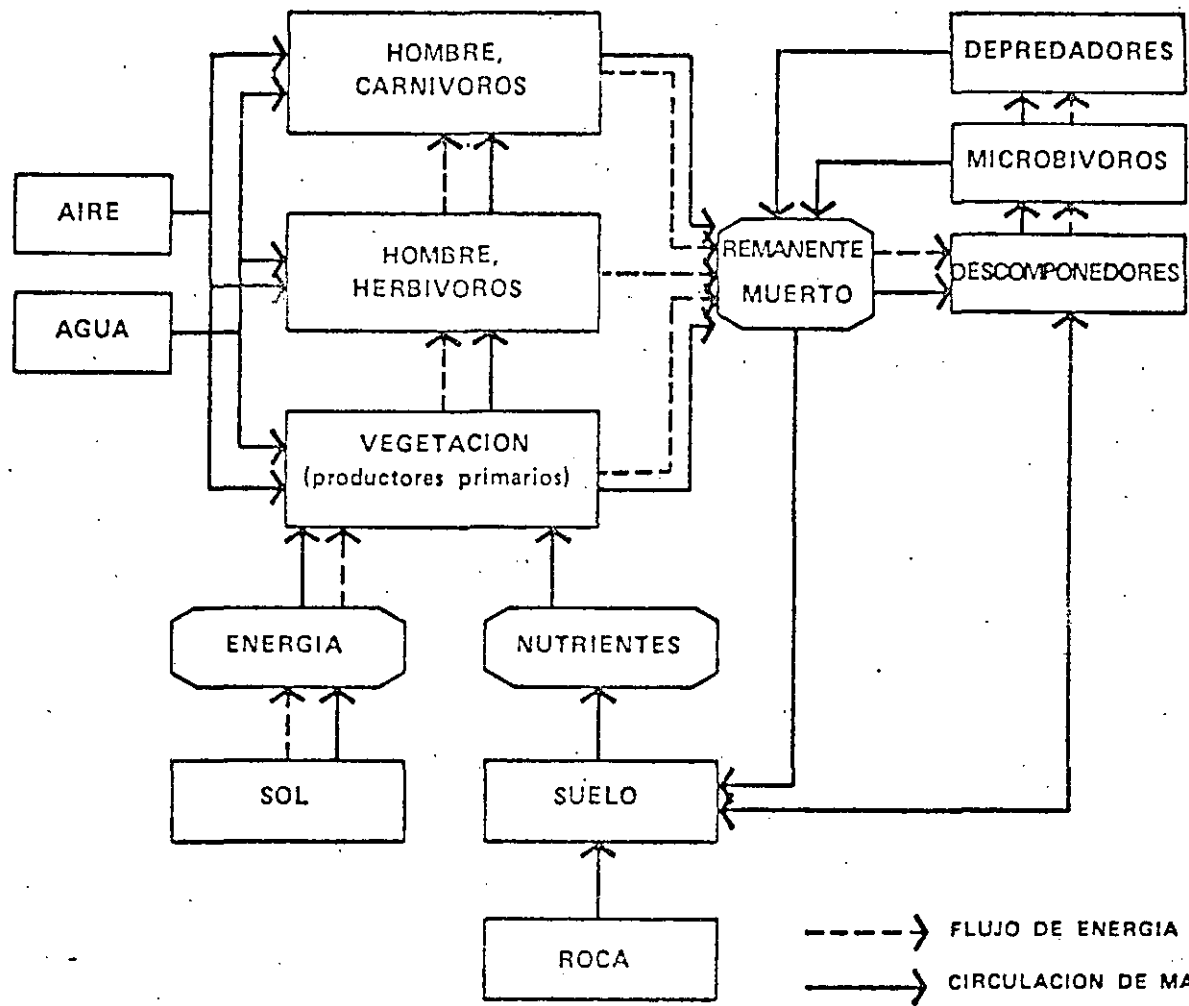 HOMBRE,
CARNIVOROS
DEPREDADORES
MICROBIVOROS
AIRE
HOMBRE,
HERBIVOROS
REMANENTE
MUERTO
DESCOMPONEDORES
AGUA
VEGETACION
(productores primarios)
ENERGIA
NUTRIENTES
SOL
SUELO
ROCA
FLUJO DE ENERGIA
CIRCULACION DE